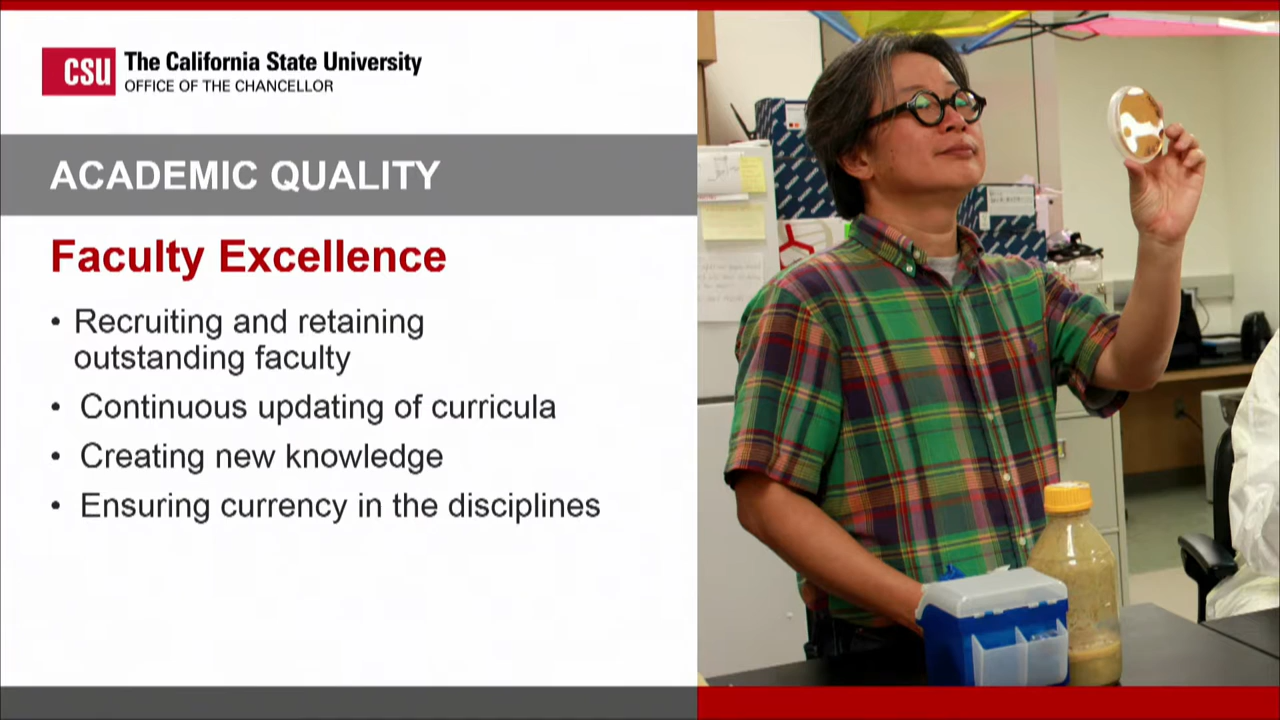 CSU The California State University
OFFICE OF THE CHANCELLOR
ACADEMIC QUALITY
Faculty Excellence
• Recruiting and retaining
outstanding faculty
• Continuous updating of curricula
• Creating new knowledge
• Ensuring currency in the disciplines